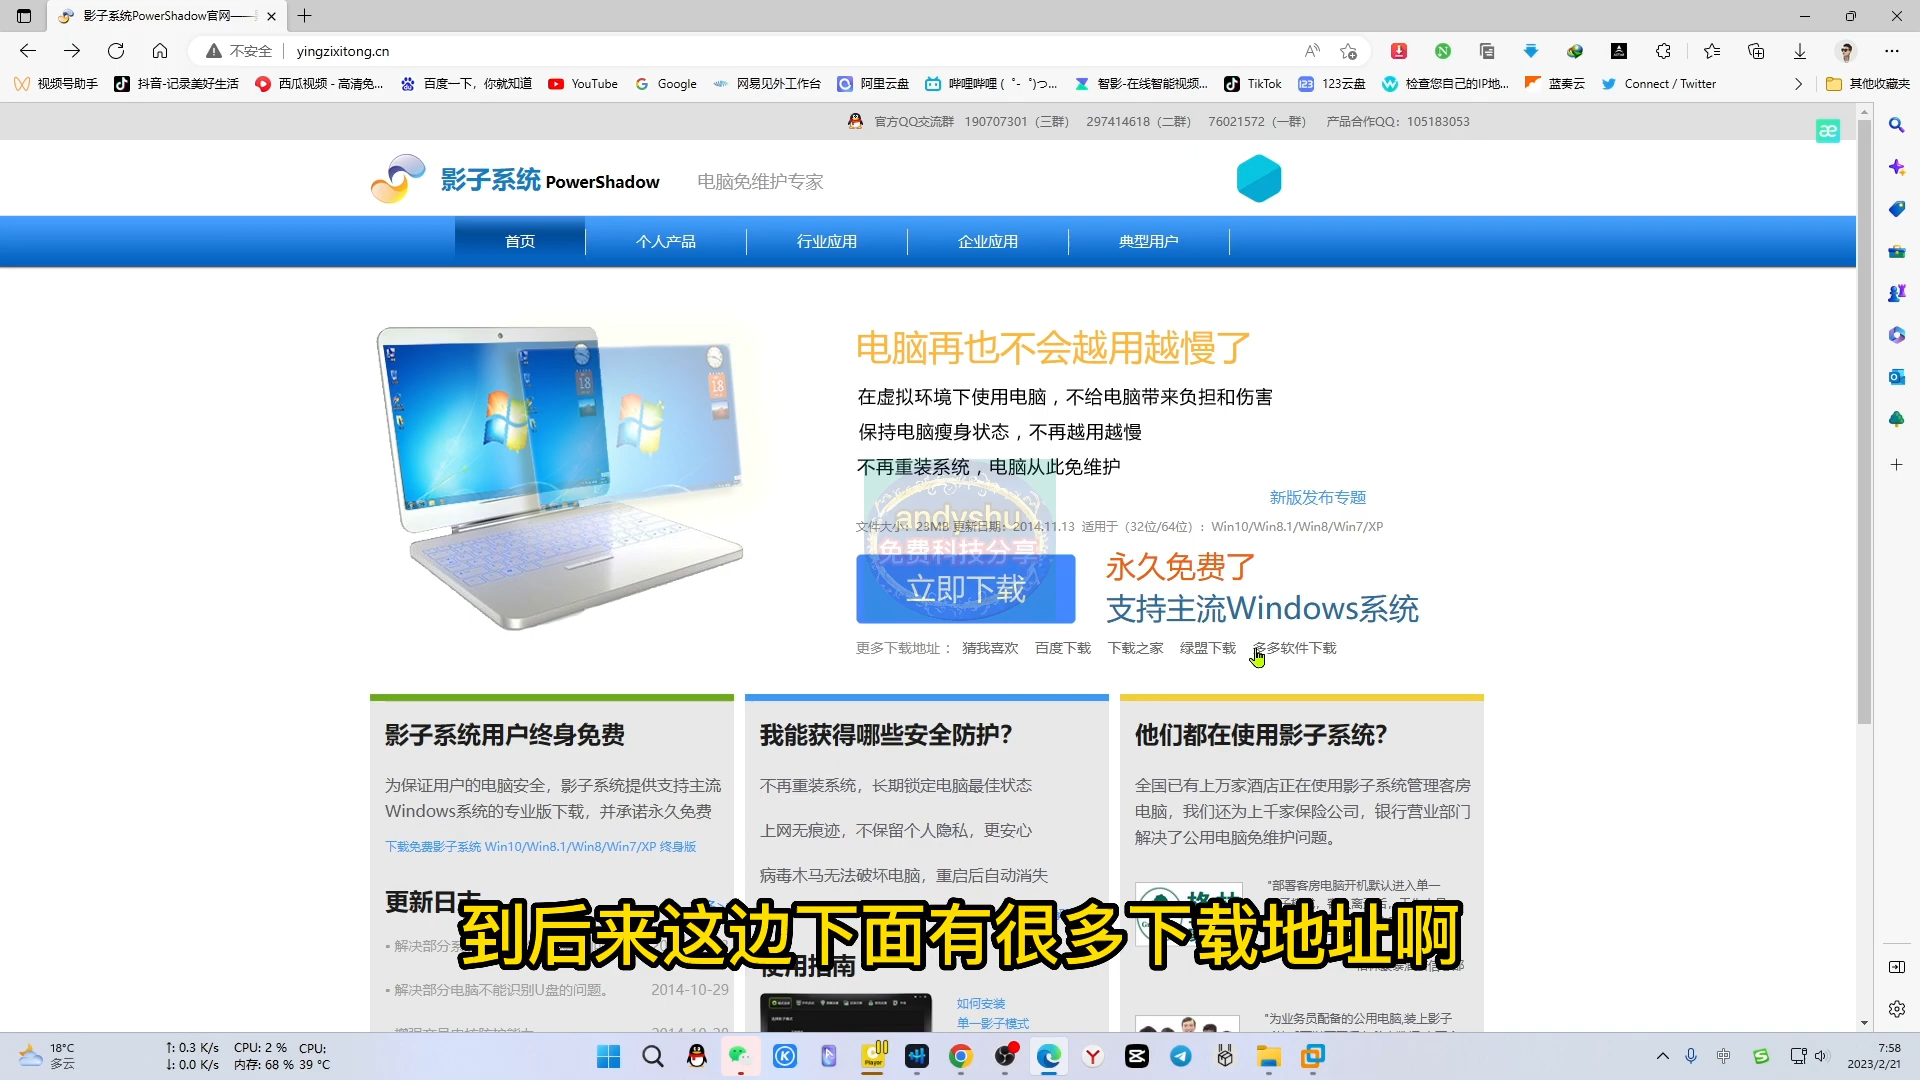 影子系统PowerShadow官网——
不安全
yingzixitong.cn
视频号助手
抖音-记录美好生活
西瓜视频 - 高清免...
百度一下，你就知道
YouTube
Google
网易见外工作台
阿里云盘
哔哩哔哩 (゜-゜)つ...
智影-在线智能视频...
TikTok
123云盘
检查您自己的IP地...
蓝奏云
Connect / Twitter
其他收藏夹
官方QQ交流群 190707301（三群） 297414618（二群） 76021572（一群） 产品合作QQ：105183053
影子系统 PowerShadow 电脑免维护专家
首页
个人产品
行业应用
企业应用
典型用户
电脑再也不会越用越慢了
在虚拟环境下使用电脑，不给电脑带来负担和伤害
保持电脑瘦身状态，不再越用越慢
不再重装系统，电脑从此免维护
新版发布专题
andyshu
文件大小：23MB 更新日期：2014.11.13 适用于（32位/64位）：Win10/Win8.1/Win8/Win7/XP
免费科技分享
立即下载
永久免费了
支持主流Windows系统
更多下载地址： 猜我喜欢 百度下载 下载之家 绿盟下载 多多软件下载
影子系统用户终身免费
为保证用户的电脑安全，影子系统提供支持主流
Windows系统的专业版下载，并承诺永久免费
下载免费影子系统 Win10/Win8.1/Win8/Win7/XP 终身版
更新日志
解决部分系
解决部分电脑不能识别U盘的问题。 2014-10-29
我能获得哪些安全防护？
不再重装系统，长期锁定电脑最佳状态
上网无痕迹，不保留个人隐私，更安心
病毒木马无法破坏电脑，重启后自动消失
使用指南
如何安装
单一影子模式
他们都在使用影子系统？
全国已有上万家酒店正在使用影子系统管理客房
电脑，我们还为上千家保险公司，银行营业部门
解决了公用电脑免维护问题。
"部署客房电脑开机默认进入单一
"为业务员配备的公用电脑,装上影子
到后来这边下面有很多下载地址啊
18°C
多云
↑: 0.3 K/s CPU: 2 % CPU:
↓: 0.0 K/s 内存: 68 % 39 °C
中
7:58
2023/2/21